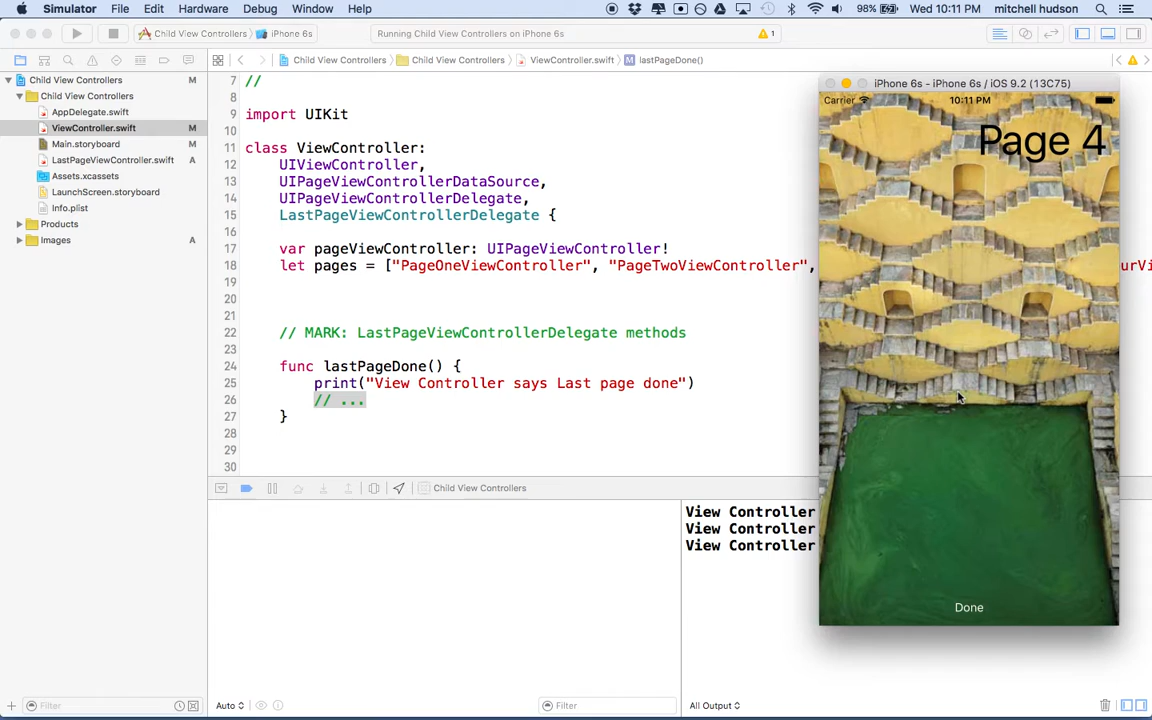 Simulator File Edit Hardware Debug Window Help 98% Wed 10:11 PM mitchell hudson
Child View Controllers iPhone 6s Running Child View Controllers on iPhone 6s 1
Child View Controllers Child View Controllers ViewController.swift M lastPageDone()
Child View Controllers M
Child View Controllers
AppDelegate.swift
ViewController.swift M
Main.storyboard M
LastPageViewController.swift A
Assets.xcassets
LaunchScreen.storyboard
Info.plist
Products
Images A
7 //
8
9 import UIKit
10
11 class ViewController:
12 UIViewController,
13 UIPageViewControllerDataSource,
14 UIPageViewControllerDelegate,
15 LastPageViewControllerDelegate {
16
17 var pageViewController: UIPageViewController!
18 let pages = ["PageOneViewController", "PageTwoViewController", urVi
19
20
21
22 // MARK: LastPageViewControllerDelegate methods
23
24 func lastPageDone() {
25 print("View Controller says Last page done")
26 // ...
27 }
28
29
30
iPhone 6s - iPhone 6s / iOS 9.2 (13C75)
Carrier 10:11 PM
Page 4
Done
Child View Controllers
View Controller
View Controller
View Controller
Filter
Auto
Filter
All Output